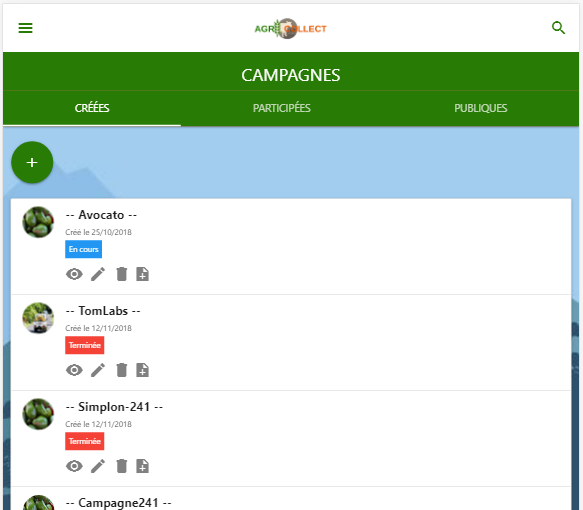 AGRICOLLECT
CAMPAGNES
CRÉÉES PARTICIPÉES PUBLIQUES
+
-- Avocato --
Créé le 25/10/2018
En cours
-- TomLabs --
Créé le 12/11/2018
Terminée
-- Simplon-241 --
Créé le 12/11/2018
Terminée
-- Campagne241 --